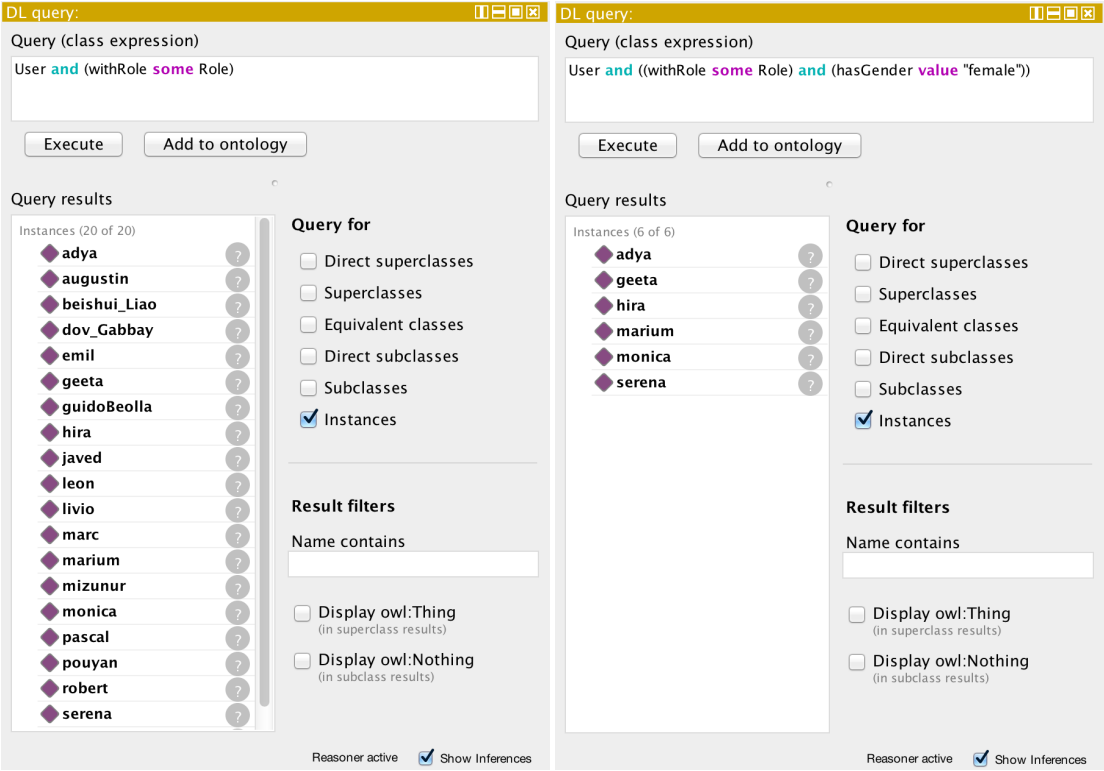 DL query:
Query (class expression)
User and (withRole some Role)
Execute
Add to ontology
Query results
Instances (20 of 20)
adya
?
augustin
?
beishui_Liao
?
dov_Gabbay
?
emil
?
geeta
?
guidoBeolla
?
hira
?
javed
?
leon
?
livio
?
marc
?
marium
?
mizunur
?
monica
?
pascal
?
pouyan
?
robert
?
serena
?
Query for
Direct superclasses
Superclasses
Equivalent classes
Direct subclasses
Subclasses
Instances
Result filters
Name contains
Display owl:Thing
(in superclass results)
Display owl:Nothing
(in subclass results)
Reasoner active
Show Inferences
DL query:
Query (class expression)
User and ((withRole some Role) and (hasGender value "female"))
Execute
Add to ontology
Query results
Instances (6 of 6)
adya
?
geeta
?
hira
?
marium
?
monica
?
serena
?
Query for
Direct superclasses
Superclasses
Equivalent classes
Direct subclasses
Subclasses
Instances
Result filters
Name contains
Display owl:Thing
(in superclass results)
Display owl:Nothing
(in subclass results)
Reasoner active
Show Inferences